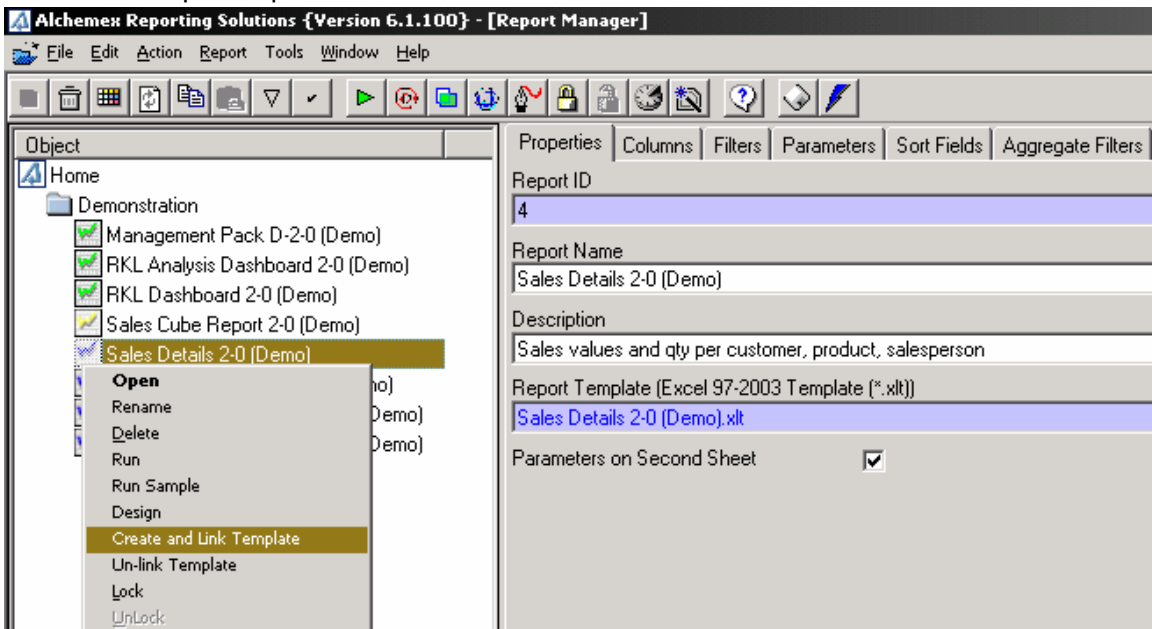 Alchemex Reporting Solutions {Version 6.1.100} - [Report Manager]
File Edit Action Report Tools Window Help
Object
Home
Demonstration
Management Pack D-2-0 (Demo)
RKL Analysis Dashboard 2-0 (Demo)
RKL Dashboard 2-0 (Demo)
Sales Cube Report 2-0 (Demo)
Sales Details 2-0 (Demo)
Open
Rename
Delete
Run
Run Sample
Design
Create and Link Template
Un-link Template
Lock
UnLock
Properties Columns Filters Parameters Sort Fields Aggregate Filters
Report ID
4
Report Name
Sales Details 2-0 (Demo)
Description
Sales values and qty per customer, product, salesperson
Report Template (Excel 97-2003 Template (*.xlt))
Sales Details 2-0 (Demo).xlt
Parameters on Second Sheet